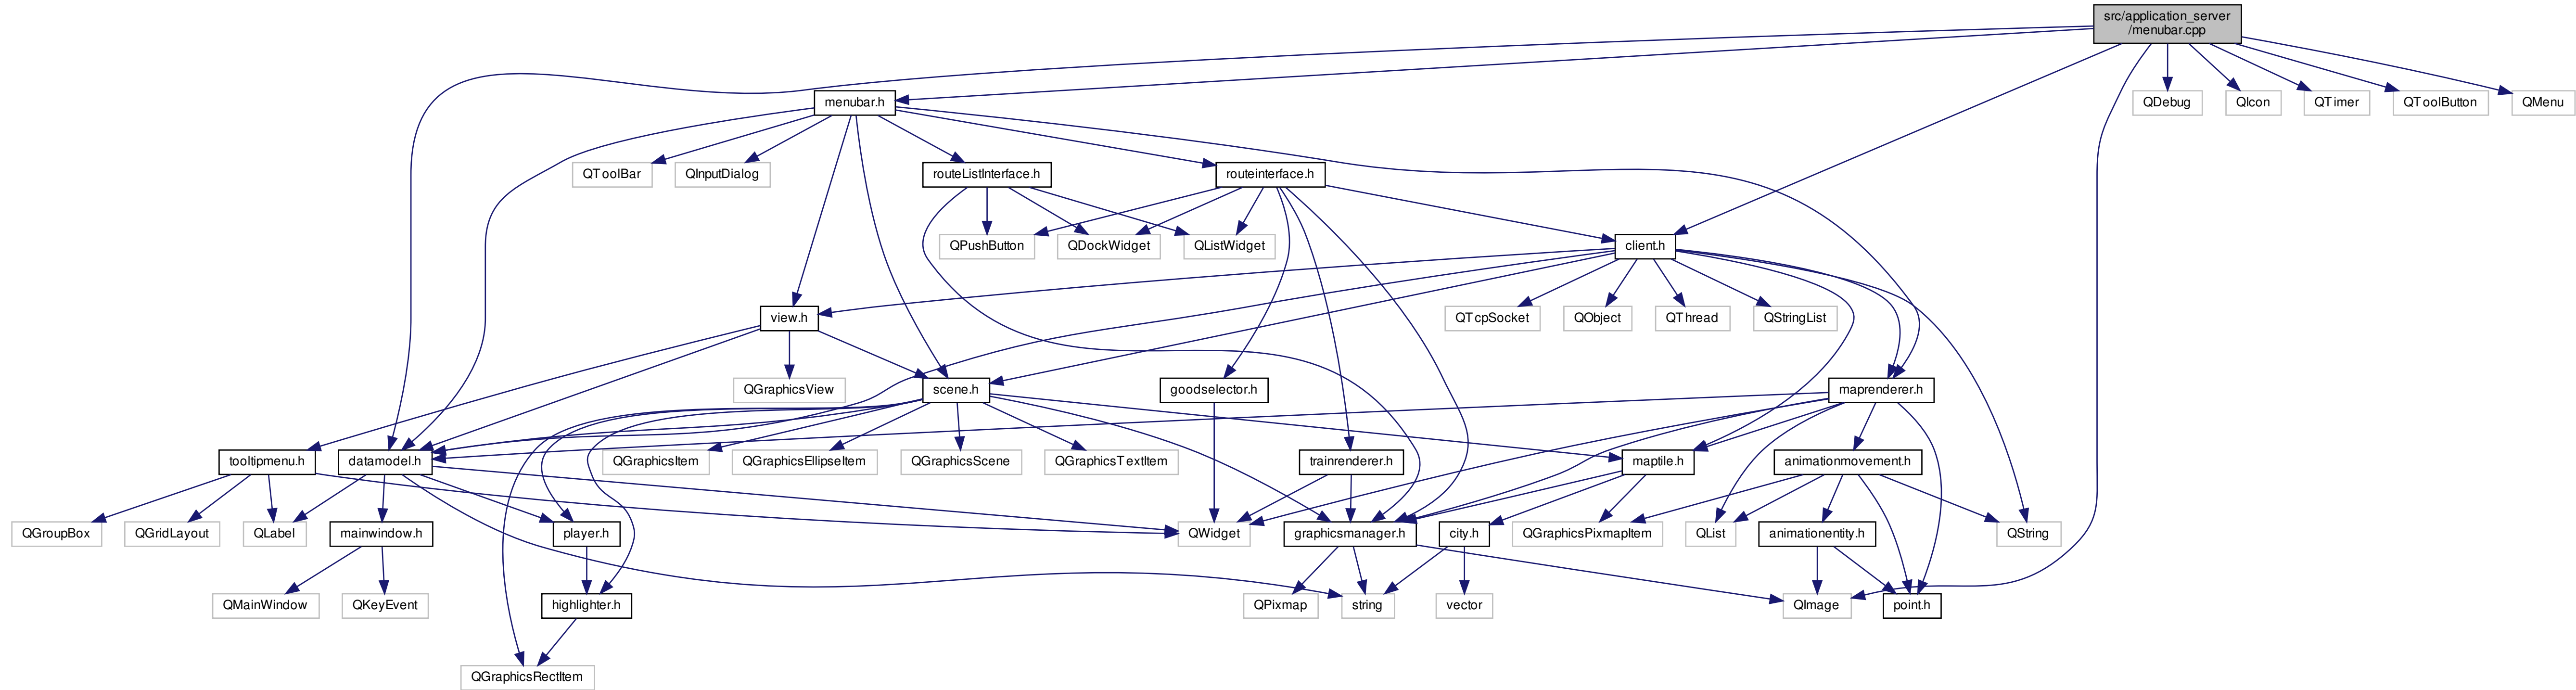 src/application_server
/menubar.cpp
menubar.h
QDebug
QIcon
QTimer
QToolButton
QMenu
QToolBar
QInputDialog
routeListInterface.h
routeinterface.h
QPushButton
QDockWidget
QListWidget
client.h
view.h
QTcpSocket
QObject
QThread
QStringList
QGraphicsView
scene.h
goodselector.h
maprenderer.h
tooltipmenu.h
datamodel.h
QGraphicsItem
QGraphicsEllipseItem
QGraphicsScene
QGraphicsTextItem
trainrenderer.h
maptile.h
animationmovement.h
QGroupBox
QGridLayout
QLabel
mainwindow.h
player.h
QWidget
graphicsmanager.h
city.h
QGraphicsPixmapItem
QList
animationentity.h
QString
QMainWindow
QKeyEvent
highlighter.h
QPixmap
string
vector
QImage
point.h
QGraphicsRectItem